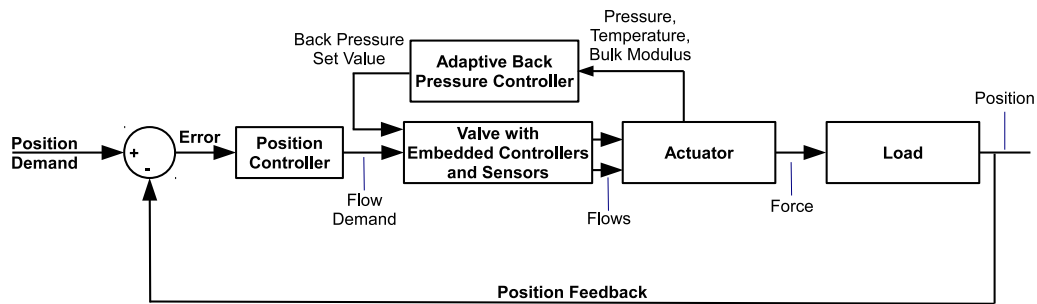 Pressure,
Temperature,
Bulk Modulus
Back Pressure
Set Value
Adaptive Back
Pressure Controller
Position
Position
Demand
+
-
Error
Position
Controller
Valve with
Embedded Controllers
and Sensors
Actuator
Load
Flow
Demand
Flows
Force
Position Feedback